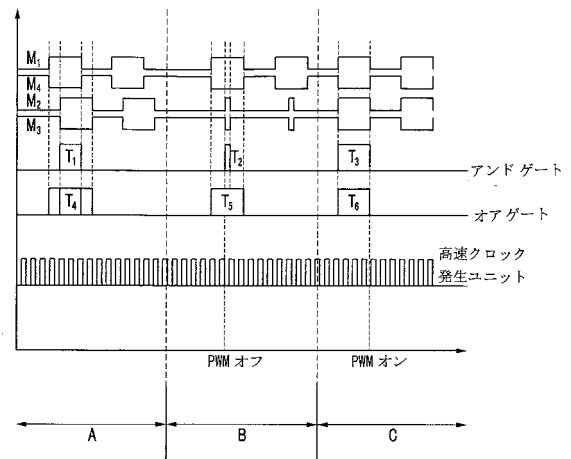 M1
M4
M2
M3
T1
T2
T3
アンド ゲート
T4
T5
T6
オア ゲート
高速クロック
発生ユニット
PWM オフ
PWM オン
A
B
C